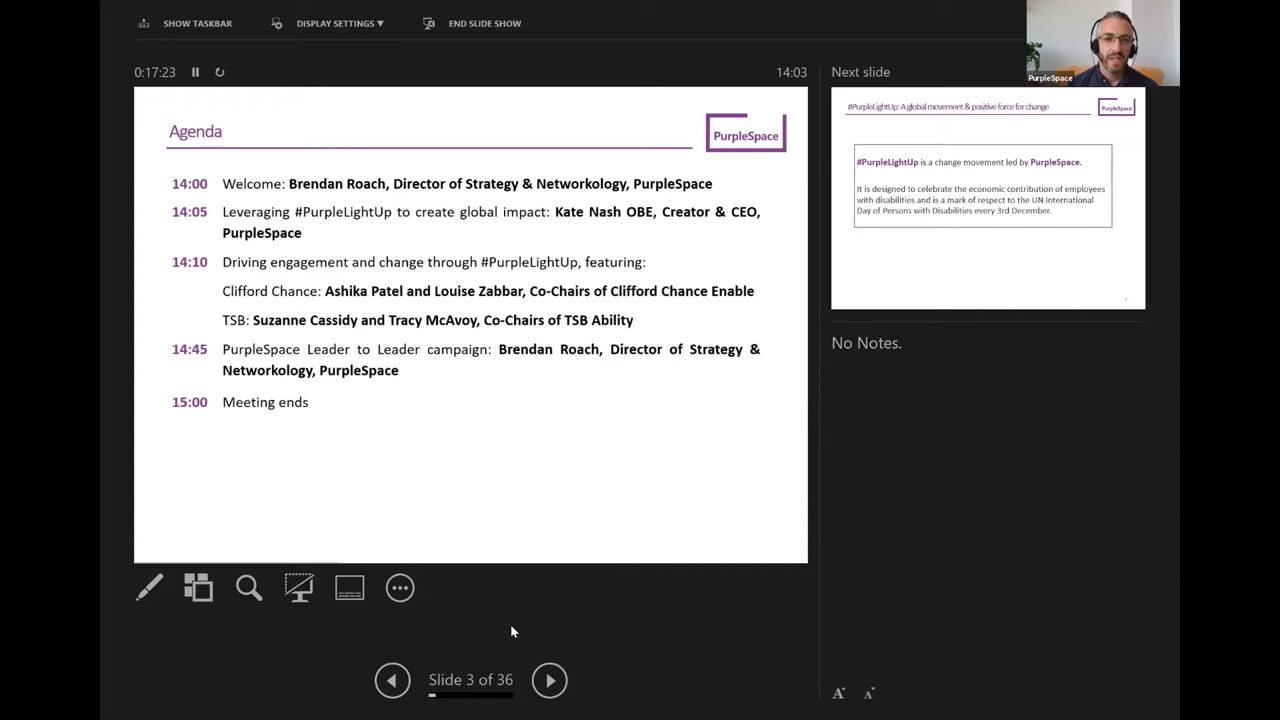 SHOW TASKBAR
DISPLAY SETTINGS ▼
END SLIDE SHOW
PurpleSpace
0:17:23
14:03
Next slide
Agenda
PurpleSpace
14:00 Welcome: Brendan Roach, Director of Strategy & Networkology, PurpleSpace
14:05 Leveraging #PurpleLightUp to create global impact: Kate Nash OBE, Creator & CEO,
PurpleSpace
14:10 Driving engagement and change through #PurpleLightUp, featuring:
Clifford Chance: Ashika Patel and Louise Zabbar, Co-Chairs of Clifford Chance Enable
TSB: Suzanne Cassidy and Tracy McAvoy, Co-Chairs of TSB Ability
14:45 PurpleSpace Leader to Leader campaign: Brendan Roach, Director of Strategy &
Networkology, PurpleSpace
15:00 Meeting ends
#PurpleLightUp: A global movement & positive force for change
PurpleSpace
#PurpleLightUp is a change movement led by PurpleSpace.
It is designed to celebrate the economic contribution of employees
with disabilities and is a mark of respect to the UN International
Day of Persons with Disabilities every 3rd December.
No Notes.
Slide 3 of 36
A A